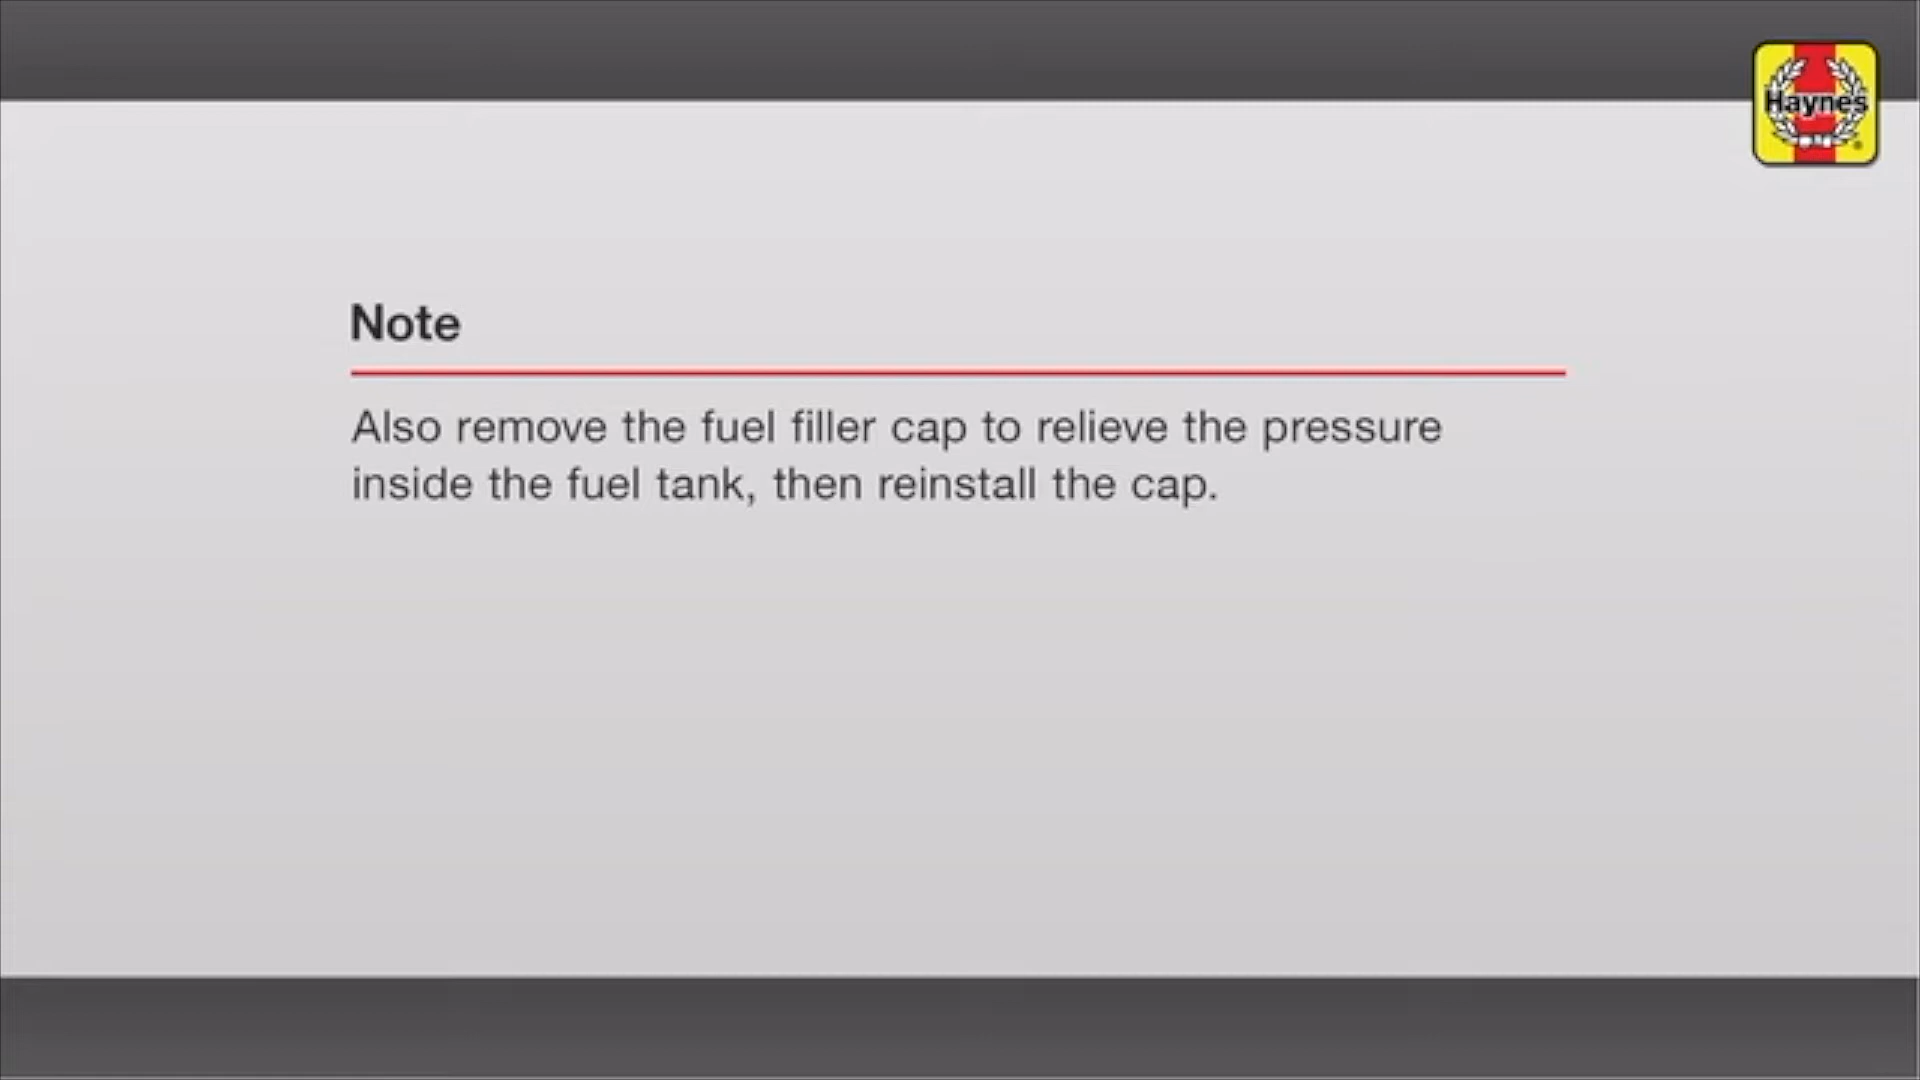 Haynes
Note
Also remove the fuel filler cap to relieve the pressure
inside the fuel tank, then reinstall the cap.